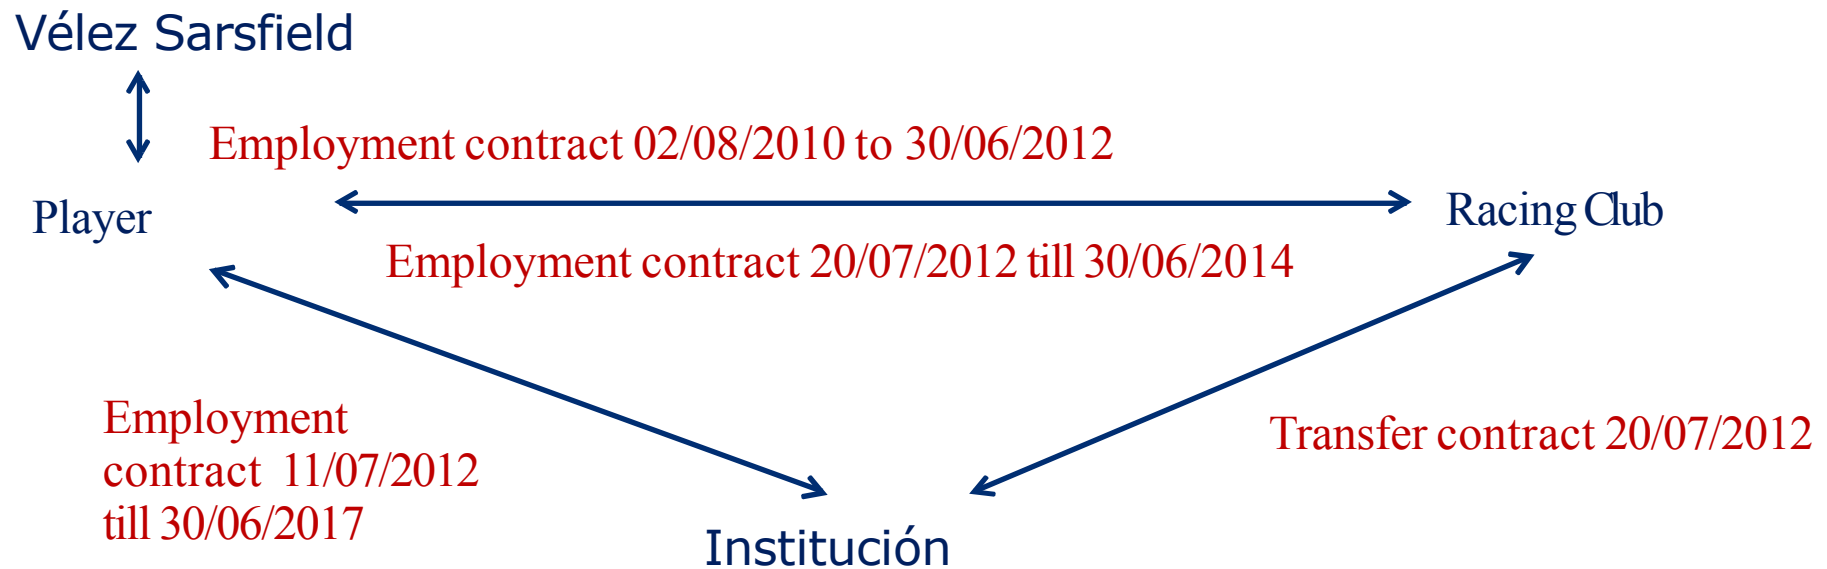 Vélez Sarsfield
Employment contract 02/08/2010 to 30/06/2012
Player
Racing Club
Employment contract 20/07/2012 till 30/06/2014
Employment
contract 11/07/2012
till 30/06/2017
Transfer contract 20/07/2012
Institución